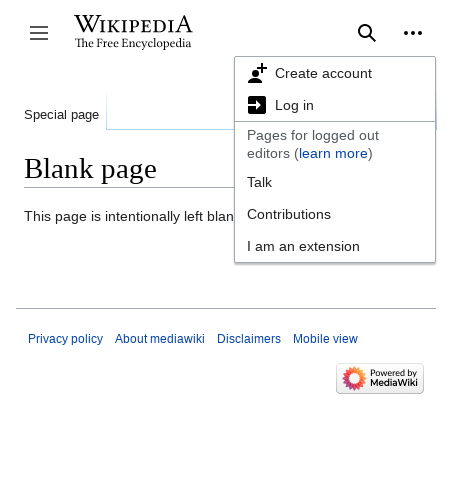 WIKIPEDIA
The Free Encyclopedia
Create account
Log in
Special page
Pages for logged out
editors (learn more)
Talk
Contributions
I am an extension
Blank page
This page is intentionally left blan
Privacy policy About mediawiki Disclaimers Mobile view
Powered by
MediaWiki